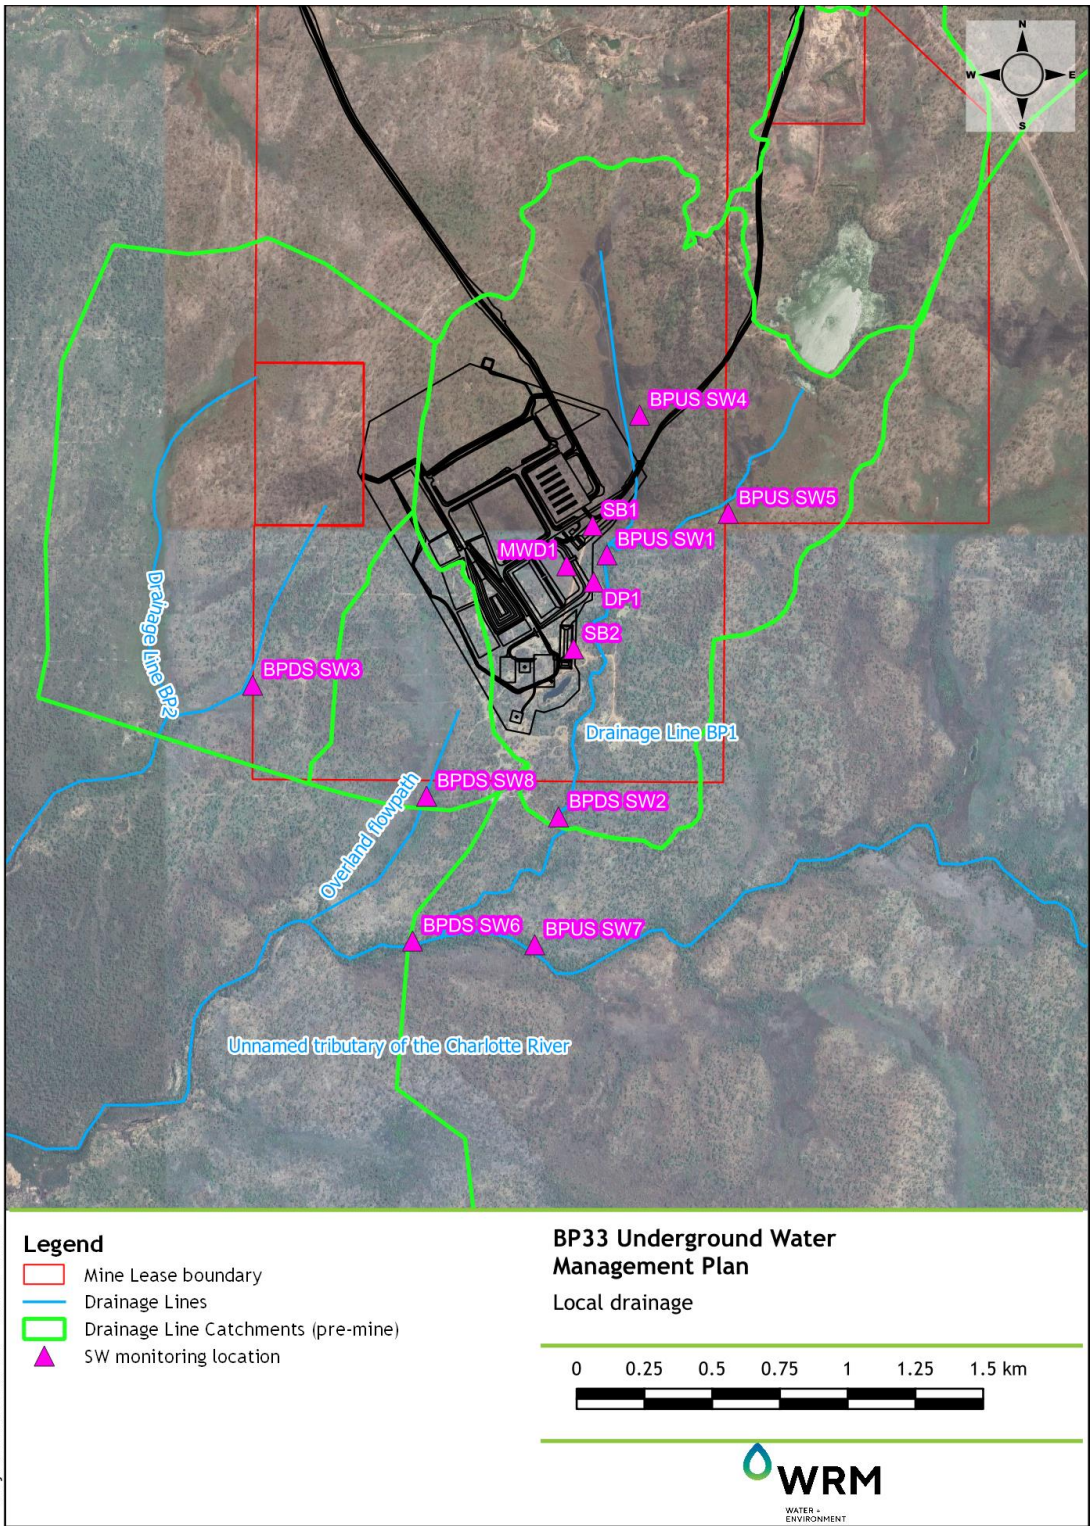 N
W
E
S
BPUS SW4
BPUS SW5
SB1
BPUS SW1
MWD1
DP1
SB2
Drainage Line BP2
BPDS SW3
Drainage Line BP1
BPDS SW8
BPDS SW2
Overland flowpath
BPDS SW6
BPUS SW7
Unnamed tributary of the Charlotte River
Legend
Mine Lease boundary
Drainage Lines
Drainage Line Catchments (pre-mine)
SW monitoring location
BP33 Underground Water
Management Plan
Local drainage
0 0.25 0.5 0.75 1 1.25 1.5 km
WRM
WATER +
ENVIRONMENT